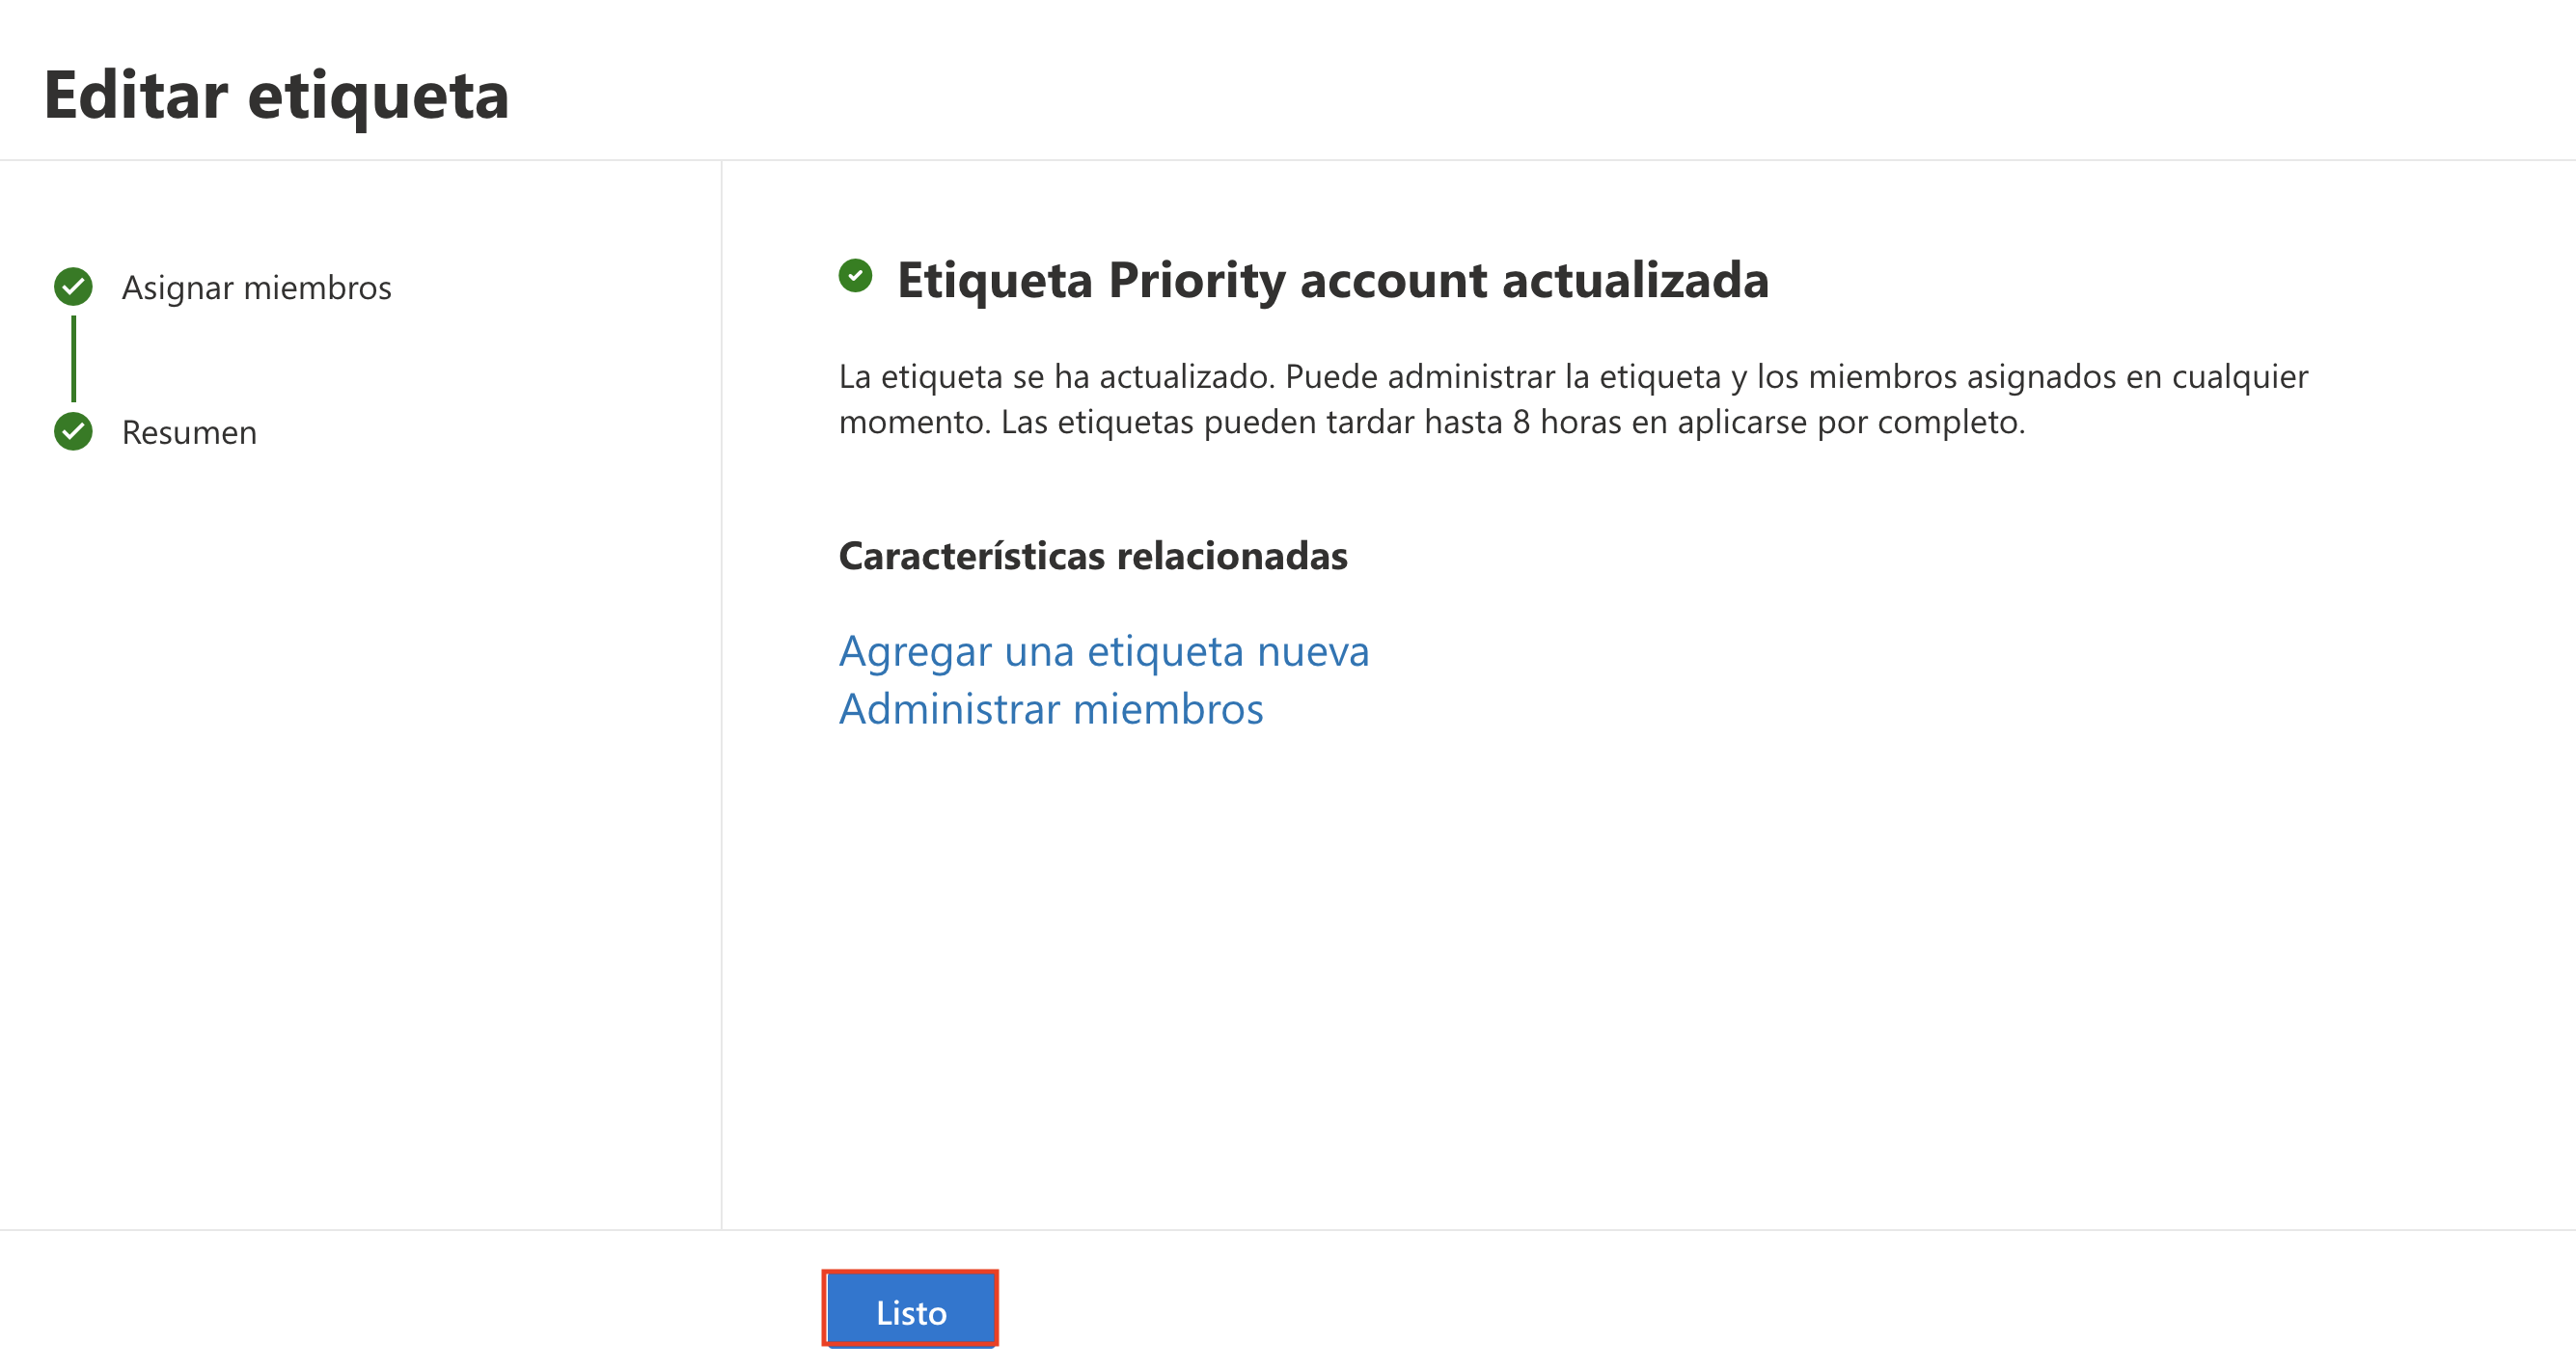 Editar etiqueta
Asignar miembros
Resumen
Etiqueta Priority account actualizada
La etiqueta se ha actualizado. Puede administrar la etiqueta y los miembros asignados en cualquier
momento. Las etiquetas pueden tardar hasta 8 horas en aplicarse por completo.
Características relacionadas
Agregar una etiqueta nueva
Administrar miembros
Listo